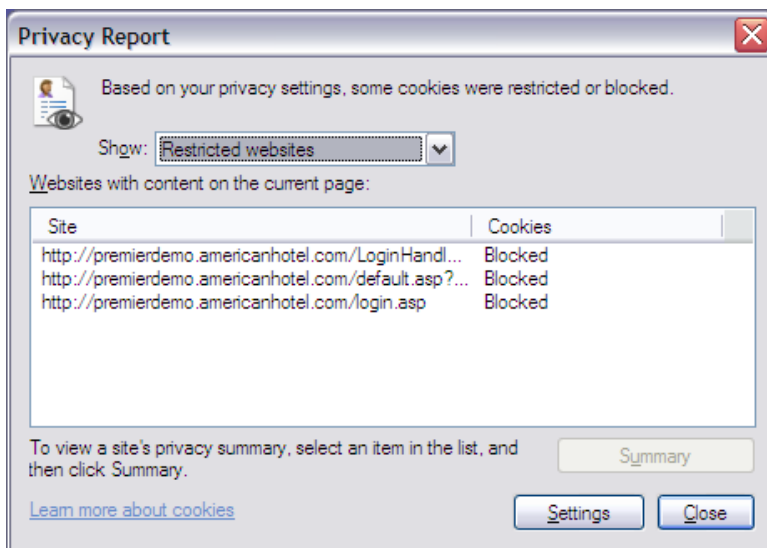 Privacy Report
Based on your privacy settings, some cookies were restricted or blocked.
Show: Restricted websites
Websites with content on the current page:
Site Cookies
http://premierdemo.americanhotel.com/LoginHandl... Blocked
http://premierdemo.americanhotel.com/default.asp?... Blocked
http://premierdemo.americanhotel.com/login.asp Blocked
To view a site's privacy summary, select an item in the list, and
then click Summary.
Summary
Learn more about cookies
Settings
Close